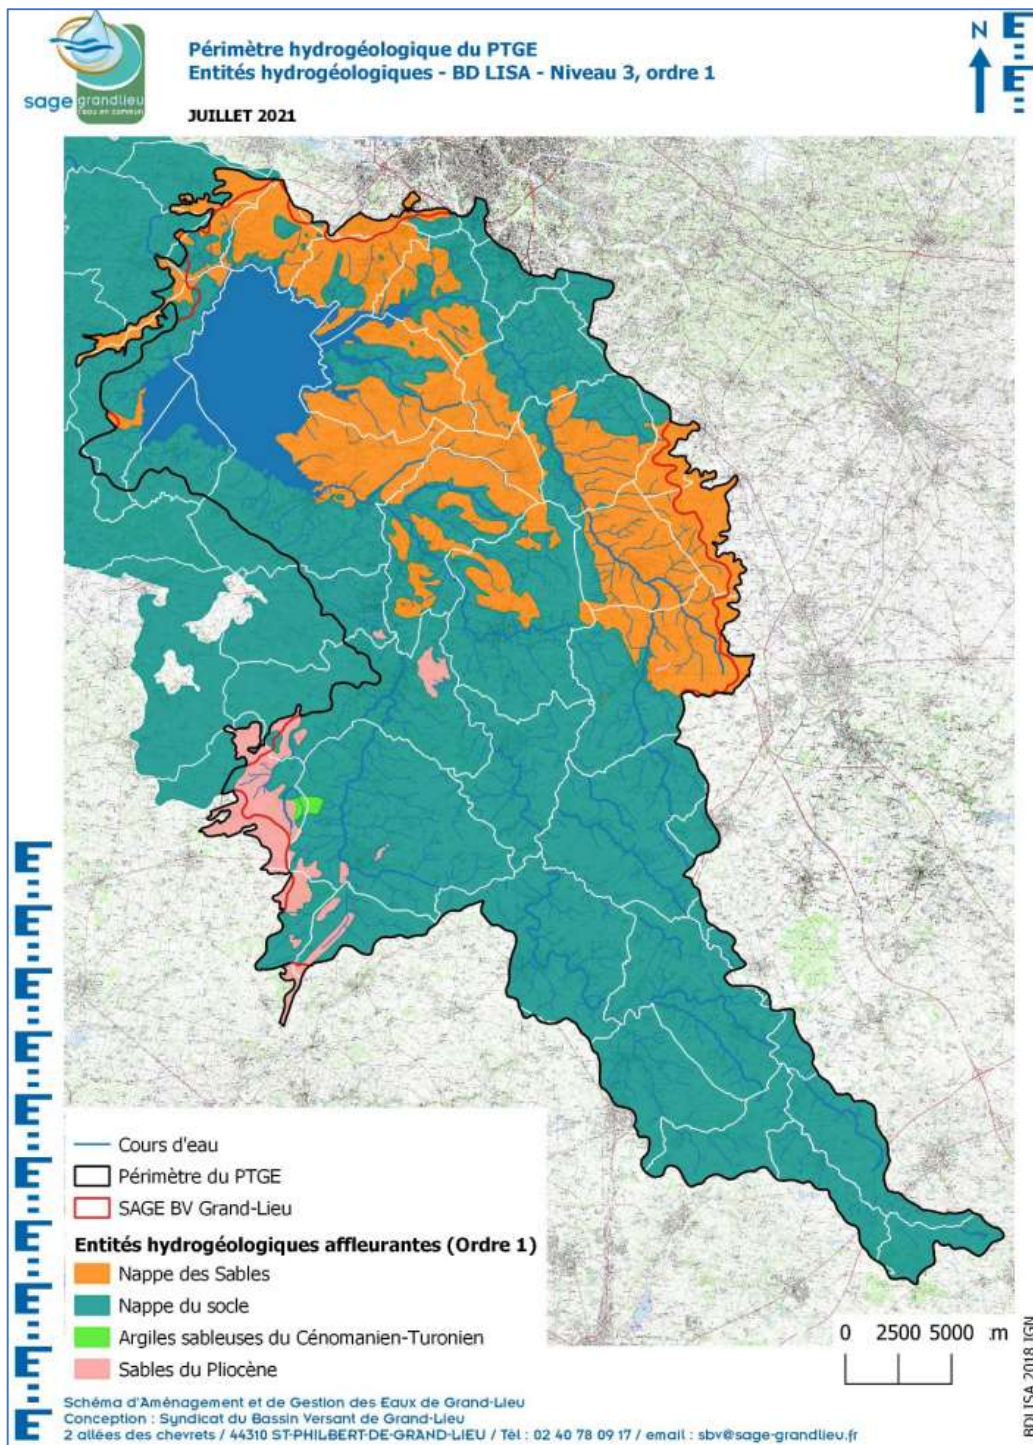 sage grandlieu
l'eau en commun
Périmètre hydrogéologique du PTGE
Entités hydrogéologiques - BD LISA - Niveau 3, ordre 1
JUILLET 2021
N
Cours d'eau
Périmètre du PTGE
SAGE BV Grand-Lieu
Entités hydrogéologiques affleurantes (Ordre 1)
Nappe des Sables
Nappe du socle
Argiles sableuses du Cénomanien-Turonien
Sables du Pliocène
0 2500 5000 m
BDLISA 2018 IGN
Schéma d'Aménagement et de Gestion des Eaux de Grand-Lieu
Conception : Syndicat du Bassin Versant de Grand-Lieu
2 allées des chevrets / 44310 ST-PHILBERT-DE-GRAND-LIEU / Tél : 02 40 78 09 17 / email : sbv@sage-grandlieu.fr